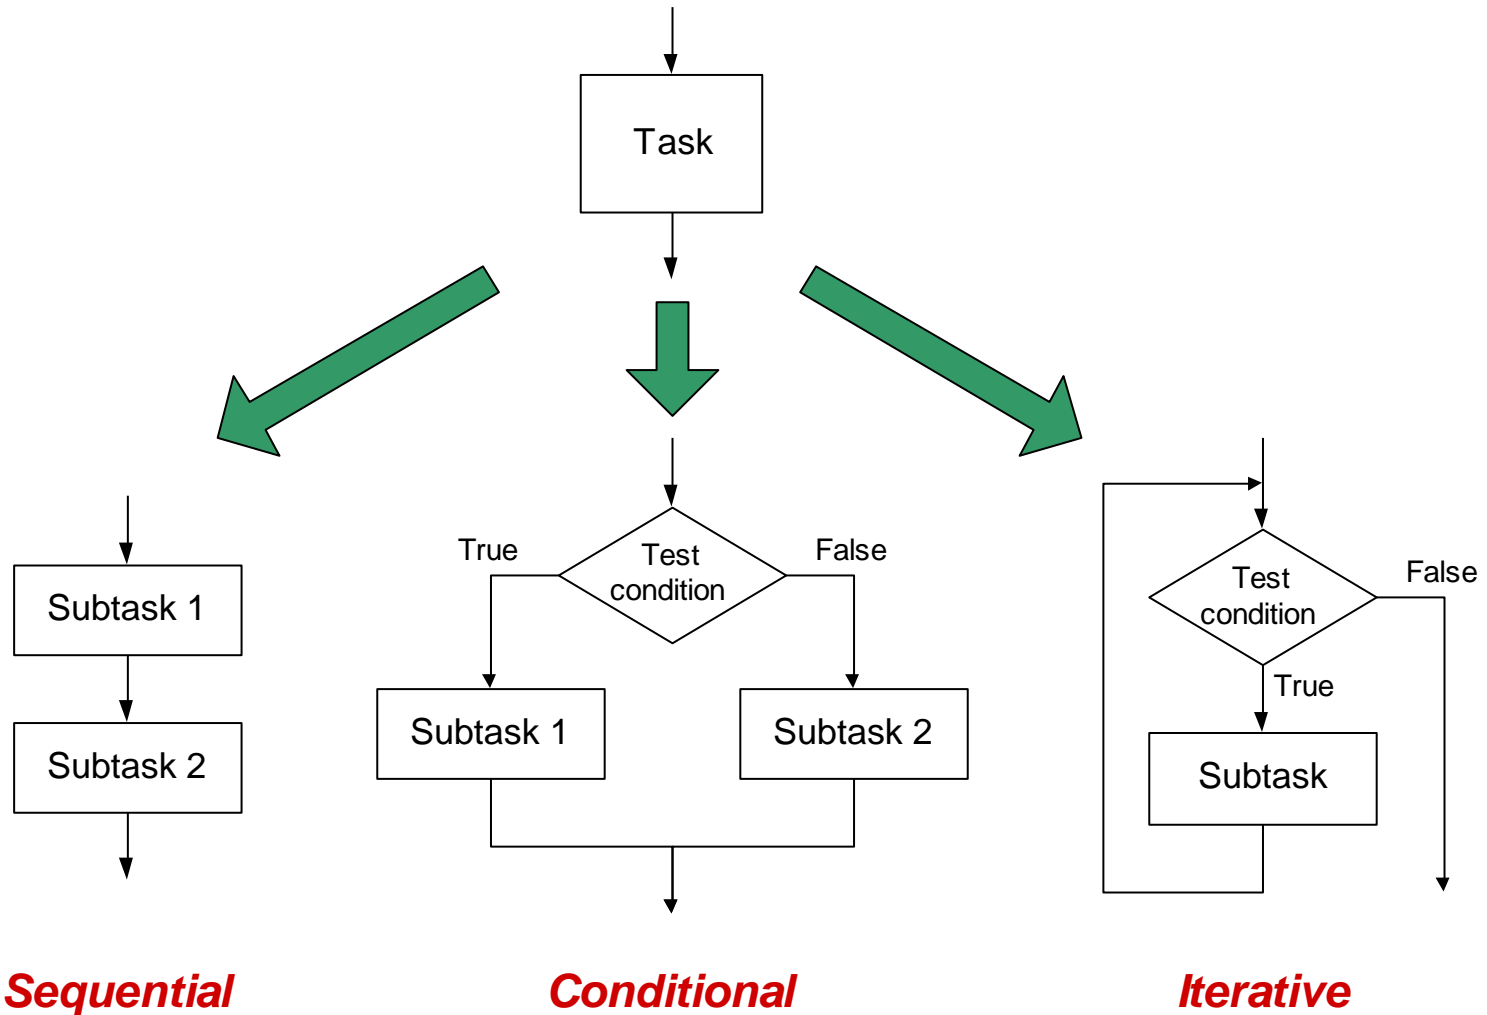 Task
Subtask 1
Subtask 2
Sequential
True
Test
condition
False
Subtask 1
Subtask 2
Conditional
Test
condition
False
True
Subtask
Iterative